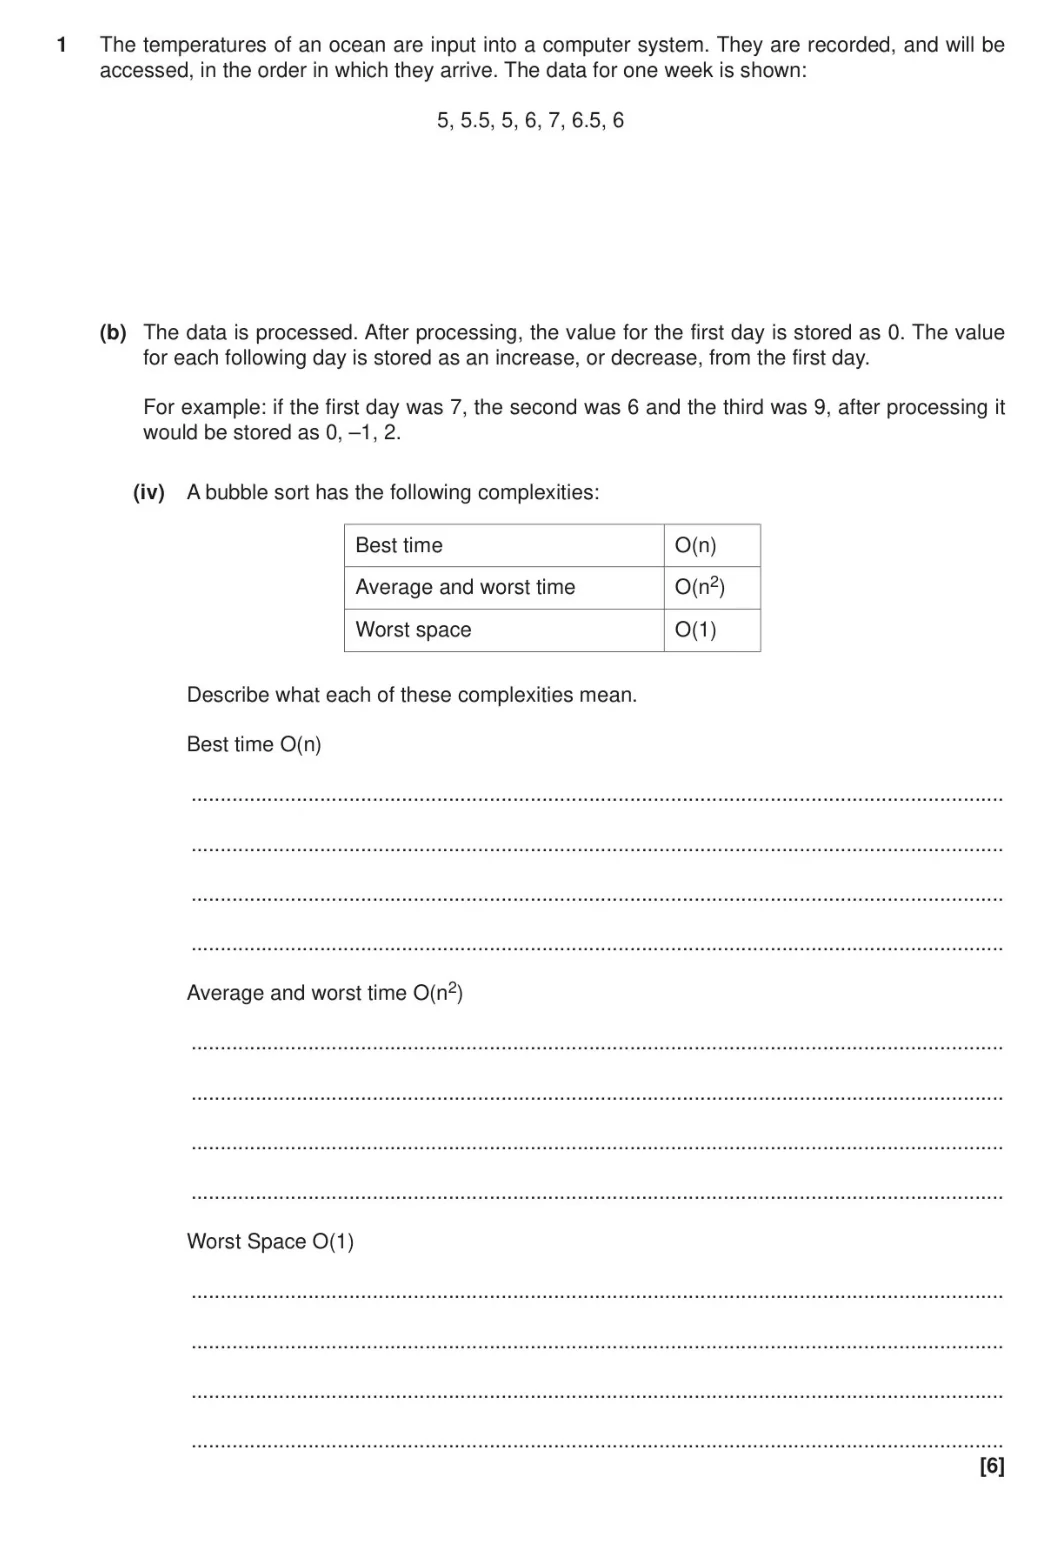 1 The temperatures of an ocean are input into a computer system. They are recorded, and will be
accessed, in the order in which they arrive. The data for one week is shown:
5, 5.5, 5, 6, 7, 6.5, 6
(b) The data is processed. After processing, the value for the first day is stored as 0. The value
for each following day is stored as an increase, or decrease, from the first day.
For example: if the first day was 7, the second was 6 and the third was 9, after processing it
would be stored as 0, –1, 2.
(iv) A bubble sort has the following complexities:
Best time O(n)
Average and worst time O(n²)
Worst space O(1)
Describe what each of these complexities mean.
Best time O(n)
Average and worst time O(n²)
Worst Space O(1)
[6]